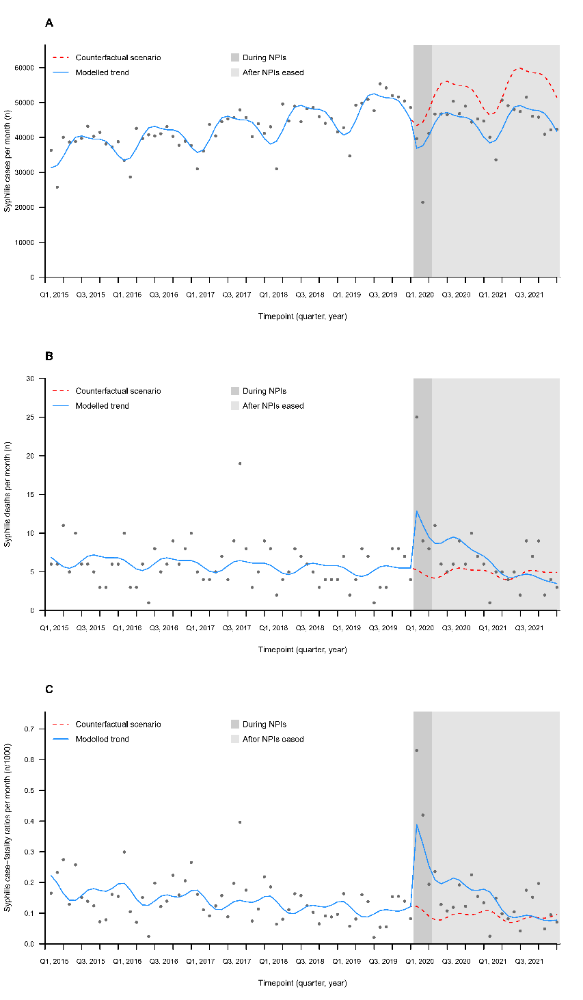 A
Counterfactual scenario
Modelled trend
During NPIs
After NPIs eased
Syphilis cases per month (n)
60000
50000
40000
30000
20000
10000
0
Q1, 2015 Q3, 2015 Q1, 2016 Q3, 2016 Q1, 2017 Q3, 2017 Q1, 2018 Q3, 2018 Q1, 2019 Q3, 2019 Q1, 2020 Q3, 2020 Q1, 2021 Q3, 2021
Timepoint (quarter, year)
B
Counterfactual scenario
Modelled trend
During NPIs
After NPIs eased
Syphilis deaths per month (n)
30
25
20
15
10
5
0
Q1, 2015 Q3, 2015 Q1, 2016 Q3, 2016 Q1, 2017 Q3, 2017 Q1, 2018 Q3, 2018 Q1, 2019 Q3, 2019 Q1, 2020 Q3, 2020 Q1, 2021 Q3, 2021
Timepoint (quarter, year)
C
Counterfactual scenario
Modelled trend
During NPIs
After NPIs eased
Syphilis case−fatality ratios per month (n/1000)
0.7
0.6
0.5
0.4
0.3
0.2
0.1
0.0
Q1, 2015 Q3, 2015 Q1, 2016 Q3, 2016 Q1, 2017 Q3, 2017 Q1, 2018 Q3, 2018 Q1, 2019 Q3, 2019 Q1, 2020 Q3, 2020 Q1, 2021 Q3, 2021
Timepoint (quarter, year)